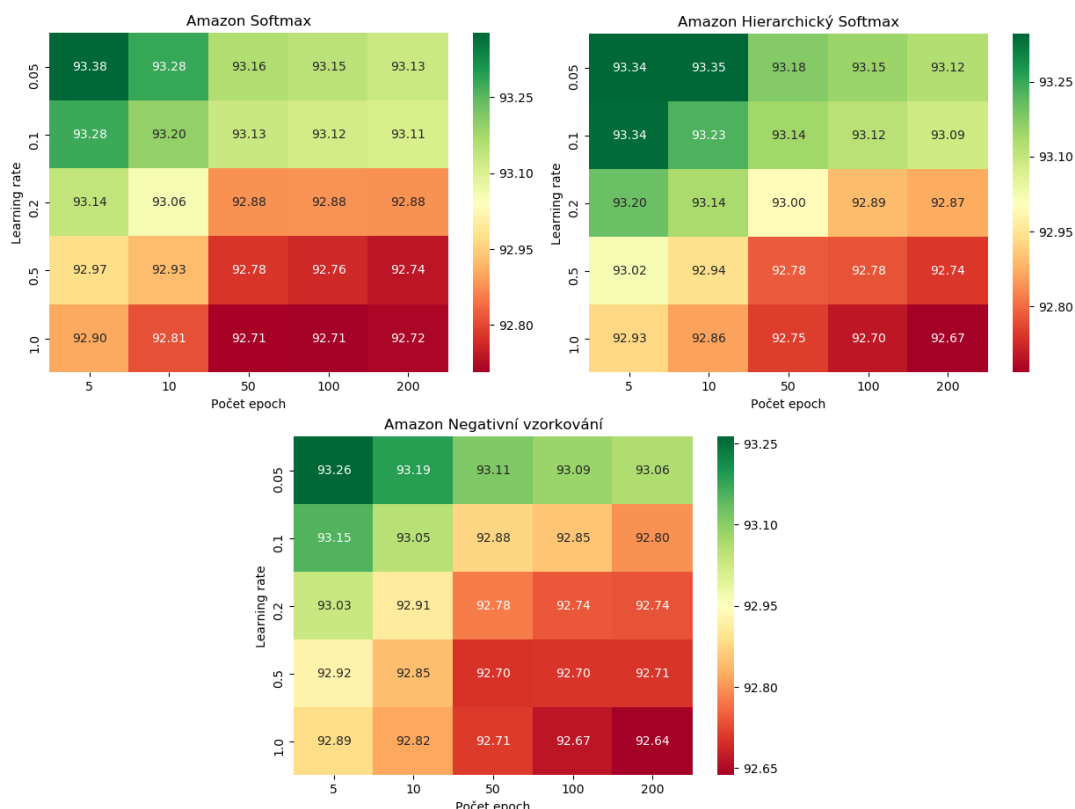 Amazon Softmax
Learning rate
0.05 93.38 93.28 93.16 93.15 93.13
0.1 93.28 93.20 93.13 93.12 93.11
0.2 93.14 93.06 92.88 92.88 92.88
0.5 92.97 92.93 92.78 92.76 92.74
1.0 92.90 92.81 92.71 92.71 92.72
5 10 50 100 200
Počet epoch
93.25
93.10
92.95
92.80
Amazon Hierarchický Softmax
Learning rate
0.05 93.34 93.35 93.18 93.15 93.12
0.1 93.34 93.23 93.14 93.12 93.09
0.2 93.20 93.14 93.00 92.89 92.87
0.5 93.02 92.94 92.78 92.78 92.74
1.0 92.93 92.86 92.75 92.70 92.67
5 10 50 100 200
Počet epoch
93.25
93.10
92.95
92.80
Amazon Negativní vzorkování
Learning rate
0.05 93.26 93.19 93.11 93.09 93.06
0.1 93.15 93.05 92.88 92.85 92.80
0.2 93.03 92.91 92.78 92.74 92.74
0.5 92.92 92.85 92.70 92.70 92.71
1.0 92.89 92.82 92.71 92.67 92.64
5 10 50 100 200
Počet epoch
93.25
93.10
92.95
92.80
92.65